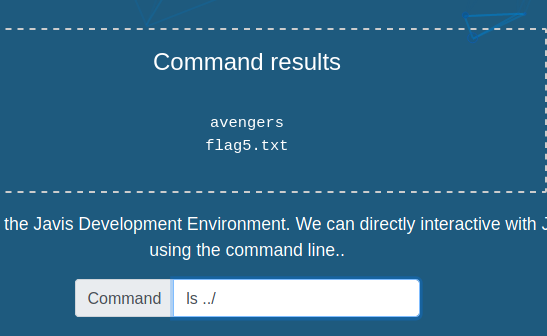 Command results
avengers
flag5.txt
the Javis Development Environment. We can directly interactive with J
using the command line..
Command ls ../